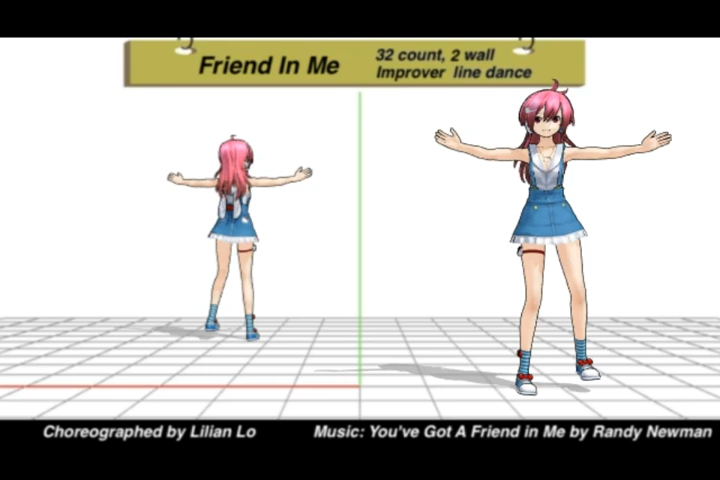 Friend In Me
32 count, 2 wall
Improver line dance
Choreographed by Lilian Lo
Music: You've Got A Friend in Me by Randy Newman